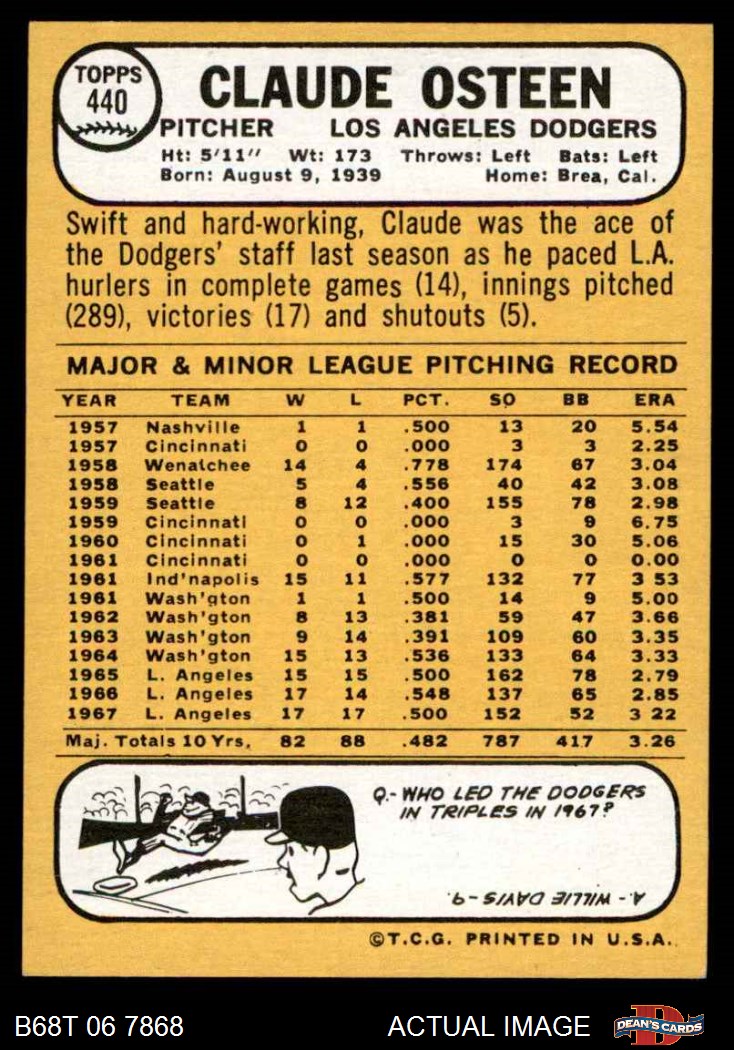 TOPPS
440
CLAUDE OSTEEN
PITCHER LOS ANGELES DODGERS
Ht: 5'11" Wt: 173 Throws: Left Bats: Left
Born: August 9, 1939 Home: Brea, Cal.
Swift and hard-working, Claude was the ace of
the Dodgers' staff last season as he paced L.A.
hurlers in complete games (14), innings pitched
(289), victories (17) and shutouts (5).
MAJOR & MINOR LEAGUE PITCHING RECORD
YEAR TEAM W L PCT. SO BB ERA
1957 Nashville 1 1 .500 13 20 5.54
1957 Cincinnati 0 0 .000 3 3 2.25
1958 Wenatchee 14 4 .778 174 67 3.04
1958 Seattle 5 4 .556 40 42 3.08
1959 Seattle 8 12 .400 155 78 2.98
1959 Cincinnati 0 0 .000 3 9 6.75
1960 Cincinnati 0 1 .000 15 30 5.06
1961 Cincinnati 0 0 .000 0 0 0.00
1961 Ind'napolis 15 11 .577 132 77 3 53
1961 Wash'gton 1 1 .500 14 9 5.00
1962 Wash'gton 8 13 .381 59 47 3.66
1963 Wash'gton 9 14 .391 109 60 3.35
1964 Wash'gton 15 13 .536 133 64 3.33
1965 L. Angeles 15 15 .500 162 78 2.79
1966 L. Angeles 17 14 .548 137 65 2.85
1967 L. Angeles 17 17 .500 152 52 3 22
Maj. Totals 10 Yrs. 82 88 .482 787 417 3.26
Q.- WHO LED THE DODGERS
IN TRIPLES IN 1967?
A.- WILLIE DAVIS - 9.
©T.C.G. PRINTED IN U.S.A.
B68T 06 7868 ACTUAL IMAGE
D
DEAN'S CARDS